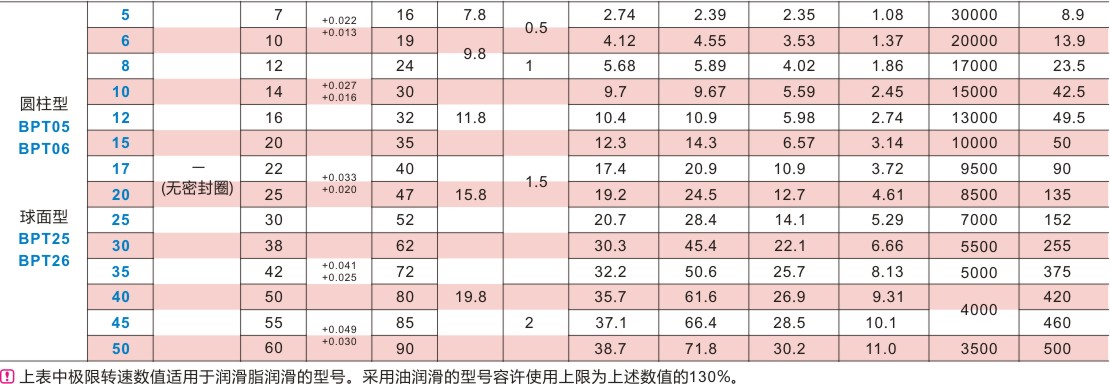 5 7 +0.022 +0.013 16 7.8 0.5 2.74 2.39 2.35 1.08 30000 8.9
6 10 19 9.8 4.12 4.55 3.53 1.37 20000 13.9
8 12 24 1 5.68 5.89 4.02 1.86 17000 23.5
10 14 +0.027 +0.016 30 9.7 9.67 5.59 2.45 15000 42.5
圆柱型
BPT05
BPT06
12 16 32 11.8 10.4 10.9 5.98 2.74 13000 49.5
15 20 35 12.3 14.3 6.57 3.14 10000 50
17 22 +0.033 +0.020 40 1.5 17.4 20.9 10.9 3.72 9500 90
—
(无密封圈)
20 25 47 15.8 19.2 24.5 12.7 4.61 8500 135
球面型
BPT25
BPT26
25 30 52 20.7 28.4 14.1 5.29 7000 152
30 38 62 30.3 45.4 22.1 6.66 5500 255
35 42 +0.041 +0.025 72 32.2 50.6 25.7 8.13 5000 375
40 50 80 19.8 35.7 61.6 26.9 9.31 4000 420
45 55 +0.049 +0.030 85 2 37.1 66.4 28.5 10.1 460
50 60 90 38.7 71.8 30.2 11.0 3500 500
! 上表中极限转速数值适用于润滑脂润滑的型号。采用油润滑的型号容许使用上限为上述数值的130%。